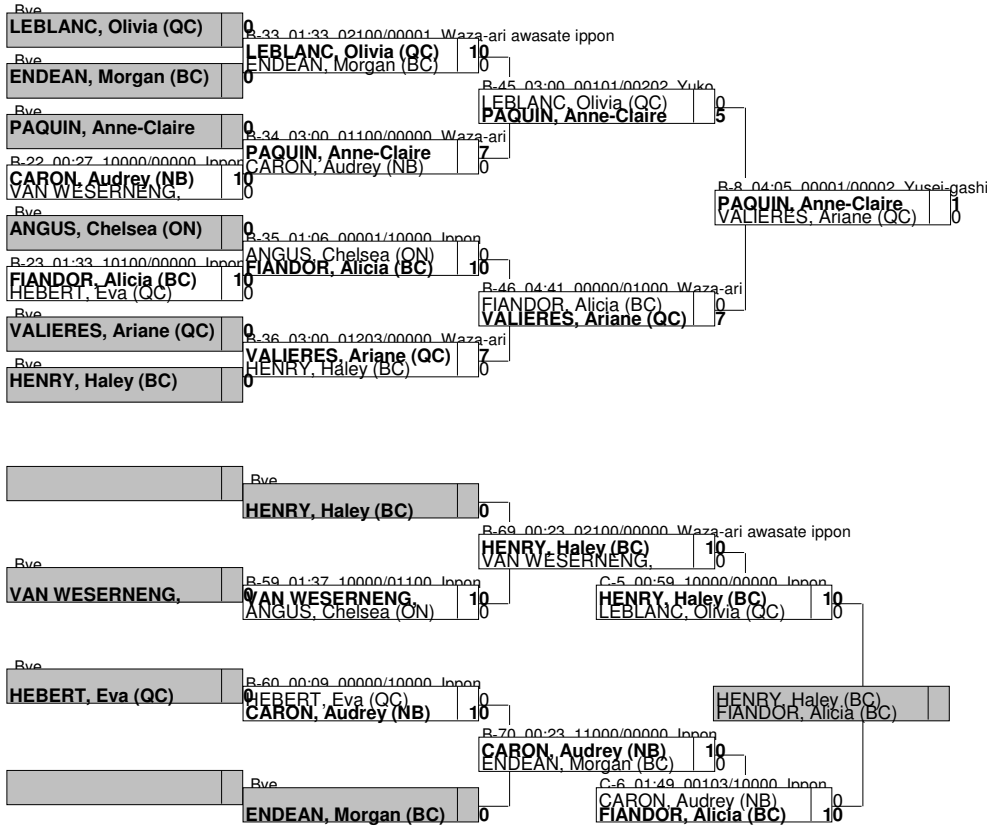 Bye
LEBLANC, Olivia (QC) 0
Bye
ENDEAN, Morgan (BC) 0
Bye
PAQUIN, Anne-Claire 0
B-22 00:27 10000/00000 Ippon
CARON, Audrey (NB) 10
VAN WESERNENG, 0
Bye
ANGUS, Chelsea (ON) 0
B-23 01:33 10100/00000 Ippon
FIANDOR, Alicia (BC) 10
HEBERT, Eva (QC) 0
Bye
VALIERES, Ariane (QC) 0
Bye
HENRY, Haley (BC) 0
B-33 01:33 02100/00001 Waza-ari awasate ippon
LEBLANC, Olivia (QC) 10
ENDEAN, Morgan (BC) 0
B-34 03:00 01100/00000 Waza-ari
PAQUIN, Anne-Claire 7
CARON, Audrey (NB) 0
B-35 01:06 00001/10000 Ippon
ANGUS, Chelsea (ON) 0
FIANDOR, Alicia (BC) 10
B-36 03:00 01203/00000 Waza-ari
VALIERES, Ariane (QC) 7
HENRY, Haley (BC) 0
B-45 03:00 00101/00202 Yuko
LEBLANC, Olivia (QC) 0
PAQUIN, Anne-Claire 5
B-46 04:41 00000/01000 Waza-ari
FIANDOR, Alicia (BC) 0
VALIERES, Ariane (QC) 7
B-8 04:05 00001/00002 Yusei-gashi
PAQUIN, Anne-Claire 1
VALIERES, Ariane (QC) 0
Bye
VAN WESERNENG, 0
Bye
HEBERT, Eva (QC) 0
Bye
HENRY, Haley (BC) 0
B-59 01:37 10000/01100 Ippon
VAN WESERNENG, 10
ANGUS, Chelsea (ON) 0
B-60 00:09 00000/10000 Ippon
HEBERT, Eva (QC) 0
CARON, Audrey (NB) 10
Bye
ENDEAN, Morgan (BC) 0
B-69 00:23 02100/00000 Waza-ari awasate ippon
HENRY, Haley (BC) 10
VAN WESERNENG, 0
B-70 00:23 11000/00000 Ippon
CARON, Audrey (NB) 10
ENDEAN, Morgan (BC) 0
C-5 00:59 10000/00000 Ippon
HENRY, Haley (BC) 10
LEBLANC, Olivia (QC) 0
C-6 01:49 00103/10000 Ippon
CARON, Audrey (NB) 0
FIANDOR, Alicia (BC) 10
HENRY, Haley (BC)
FIANDOR, Alicia (BC)